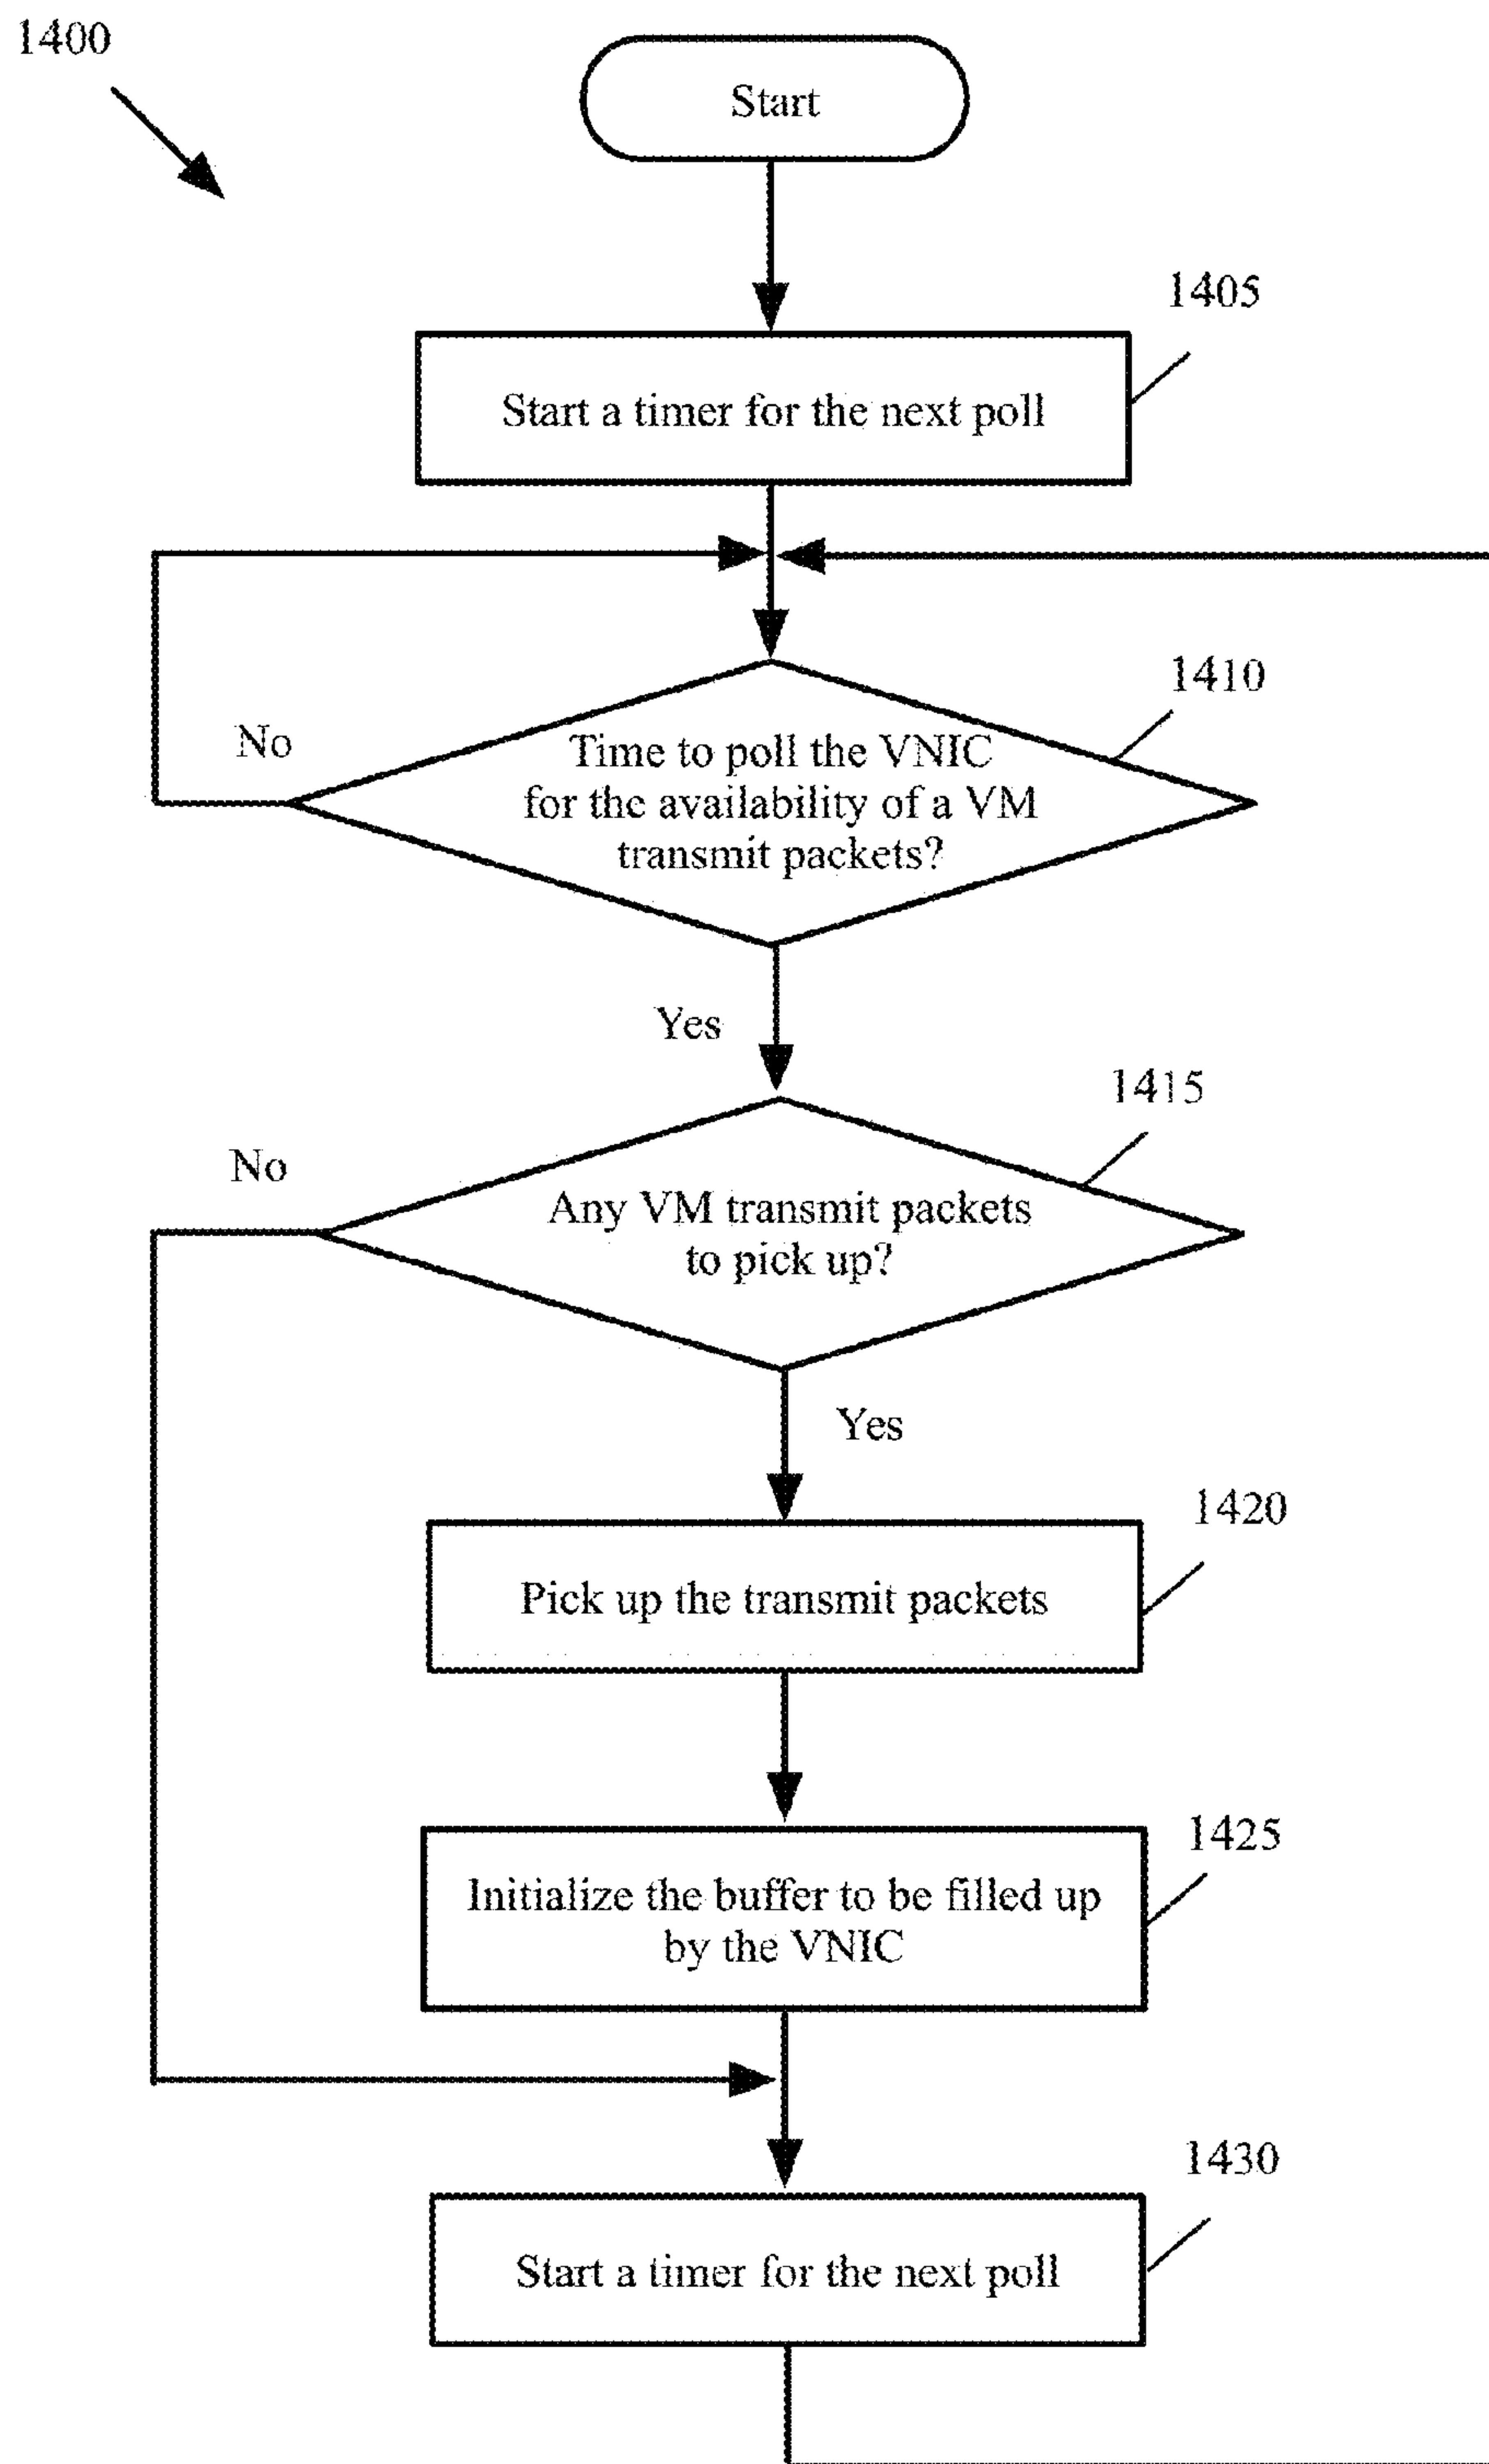 1400
Start
1405
Start a timer for the next poll
1410
No
Time to poll the VNIC
for the availability of a VM
transmit packets?
Yes
1415
No
Any VM transmit packets
to pick up?
Yes
1420
Pick up the transmit packets
1425
Initialize the buffer to be filled up
by the VNIC
1430
Start a timer for the next poll